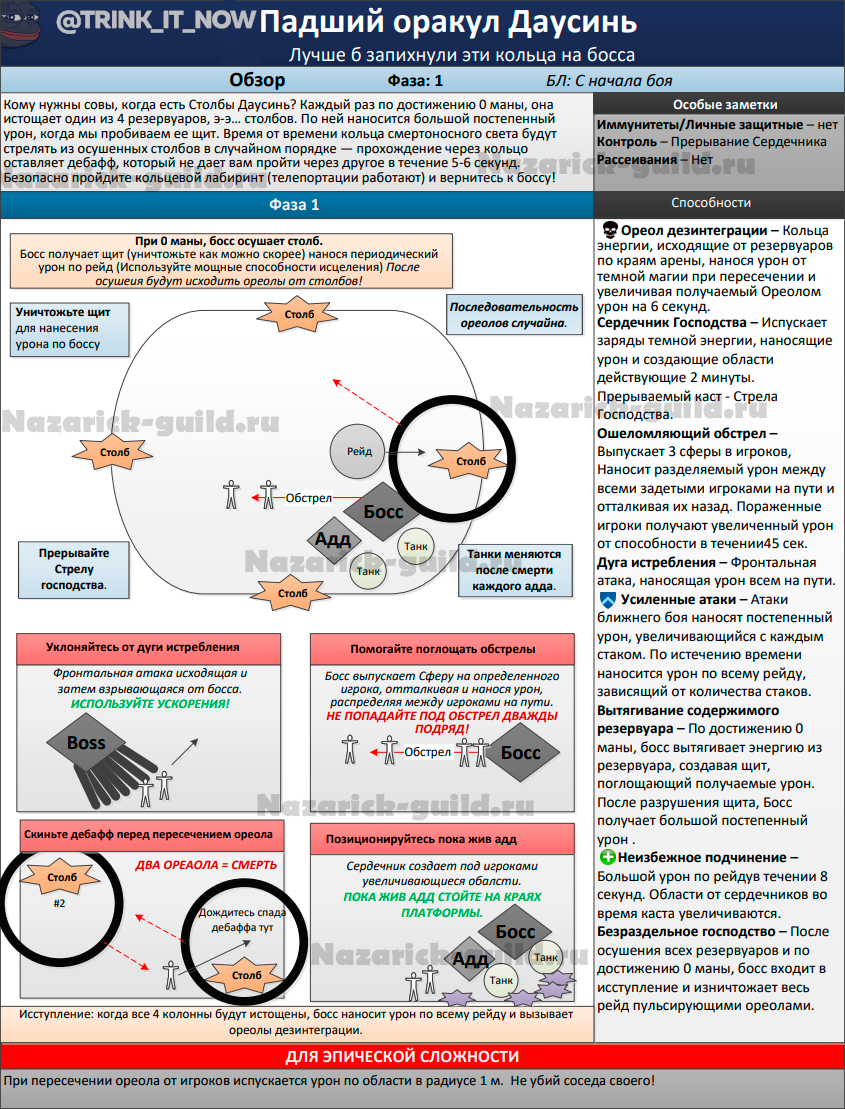 @TRINK_IT_NOW
Падший оракул Даусинь
Лучше б запихнули эти кольца на босса
Обзор
Фаза: 1
БЛ: С начала боя
Кому нужны совы, когда есть Столбы Даусинь? Каждый раз по достижению 0 маны, она
истощает один из 4 резервуаров, э-э... столбов. По ней наносится большой постепенный
урон, когда мы пробиваем ее щит. Время от времени кольца смертоносного света будут
стрелять из осушенных столбов в случайном порядке — прохождение через кольцо
оставляет дебафф, который не дает вам пройти через другое в течение 5-6 секунд.
Безопасно пройдите кольцевой лабиринт (телепортации работают) и вернитесь к боссу!
Особые заметки
Иммунитеты/Личные защитные – нет
Контроль – Прерывание Сердечника
Рассеивания – Нет
Nazarick-guild.ru
Nazarick-guild.ru
Фаза 1
При 0 маны, босс осушает столб.
Босс получает щит (уничтожьте как можно скорее) нанося периодический
урон по рейд (Используйте мощные способности исцеления) После
осушеия будут исходить ореолы от столбов!
Уничтожьте щит
для нанесения
урона по боссу
Столб
Последовательность
ореолов случайна.
Nazarick-guild.ru
Nazarick-guild.ru
Столб
Рейд
Столб
Обстрел
Босс
Адд
Танк
Танк
Прерывайте
Стрелу
господства.
Nazarick-guild.ru
Танки меняются
после смерти
каждого адда.
Столб
Уклоняйтесь от дуги истребления
Фронтальная атака исходящая и
затем взрывающаяся от босса.
ИСПОЛЬЗУЙТЕ УСКОРЕНИЯ!
Boss
Помогайте поглощать обстрелы
Босс выпускает Сферу на определенного
игрока, отталкивая и нанося урон,
распределяя между игроками на пути.
НЕ ПОПАДАЙТЕ ПОД ОБСТРЕЛ ДВАЖДЫ
ПОДРЯД!
Обстрел
Босс
Nazarick-guild.ru
Скиньте дебафф перед пересечением ореола
ДВА ОРЕАОЛА = СМЕРТЬ
Столб
#2
Дождитесь спада
дебаффа тут
Столб
Позиционируйтесь пока жив адд
Сердечник создает под игроками
увеличивающиеся обалсти.
ПОКА ЖИВ АДД СТОЙТЕ НА КРАЯХ
ПЛАТФОРМЫ.
Босс
Адд
Танк
Танк
Nazarick-guild.ru
Исступление: когда все 4 колонны будут истощены, босс наносит урон по всему рейду и вызывает
ореолы дезинтеграции.
Способности
Ореол дезинтеграции – Кольца
энергии, исходящие от резервуаров
по краям арены, нанося урон от
темной магии при пересечении и
увеличивая получаемый Ореолом
урон на 6 секунд.
Сердечник Господства – Испускает
заряды темной энергии, наносящие
урон и создающие области
действующие 2 минуты.
Прерываемый каст - Стрела
Господства.
Ошеломляющий обстрел –
Выпускает 3 сферы в игроков,
Наносит разделяемый урон между
всеми задетыми игроками на пути и
отталкивая их назад. Пораженные
игроки получают увеличенный урон
от способности в течении45 сек.
Дуга истребления – Фронтальная
атака, наносящая урон всем на пути.
Усиленные атаки – Атаки
ближнего боя наносят постепенный
урон, увеличивающийся с каждым
стаком. По истечению времени
наносится урон по всему рейду,
зависящий от количества стаков.
Вытягивание содержимого
резервуара – По достижению 0
маны, босс вытягивает энергию из
резервуара, создавая щит,
поглощающий получаемые урон.
После разрушения щита, Босс
получает большой постепенный
урон .
Неизбежное подчинение –
Большой урон по рейдув течении 8
секунд. Области от сердечников во
время каста увеличиваются.
Безраздельное господство – После
осушения всех резервуаров и по
достижению 0 маны, босс входит в
исступление и изничтожает весь
рейд пульсирующими ореолами.
ДЛЯ ЭПИЧЕСКОЙ СЛОЖНОСТИ
При пересечении ореола от игроков испускается урон по области в радиусе 1 м. Не убий соседа своего!